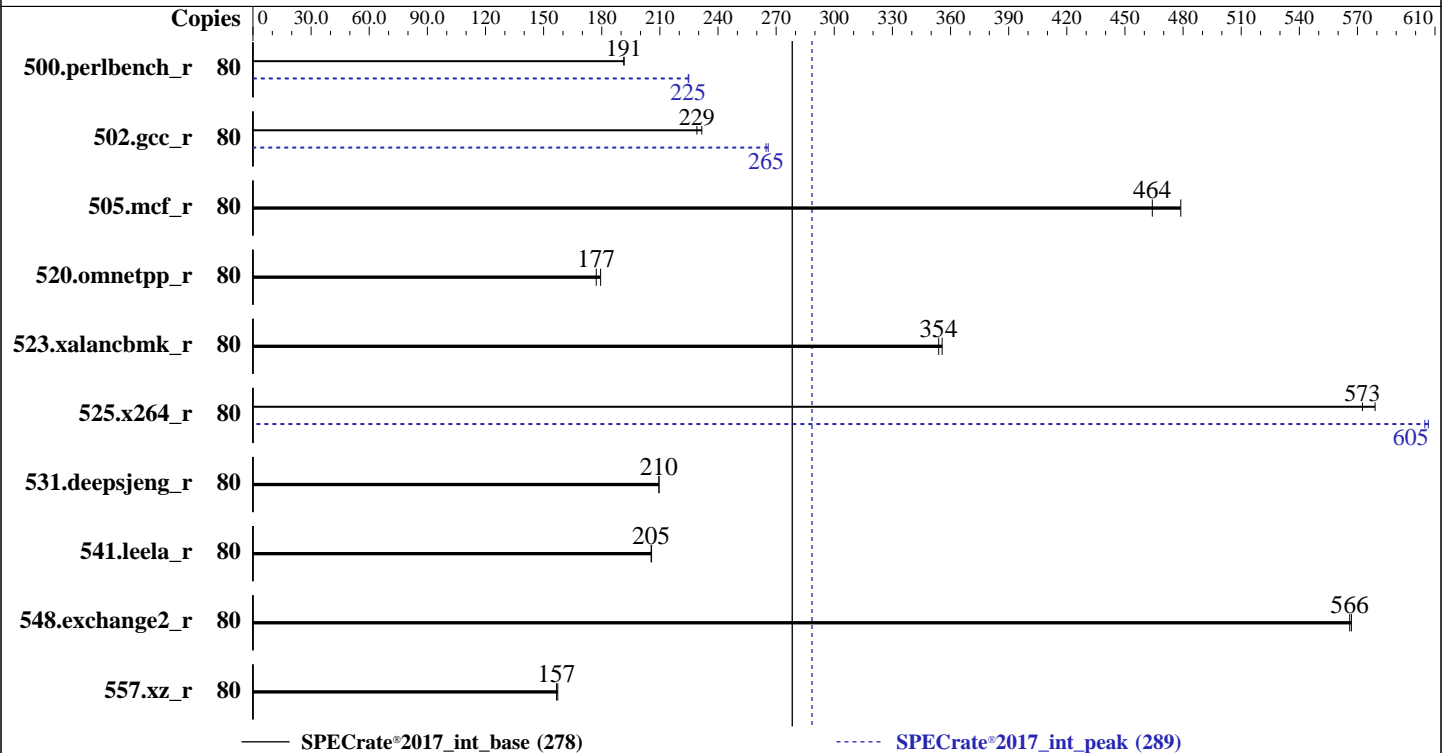 Copies 0 30.0 60.0 90.0 120 150 180 210 240 270 300 330 360 390 420 450 480 510 540 570 610
500.perlbench_r 80 191
225
502.gcc_r 80 229
265
505.mcf_r 80 464
520.omnetpp_r 80 177
523.xalancbmk_r 80 354
525.x264_r 80 573
605
531.deepsjeng_r 80 210
541.leela_r 80 205
548.exchange2_r 80 566
557.xz_r 80 157
SPECrate®2017_int_base (278) SPECrate®2017_int_peak (289)